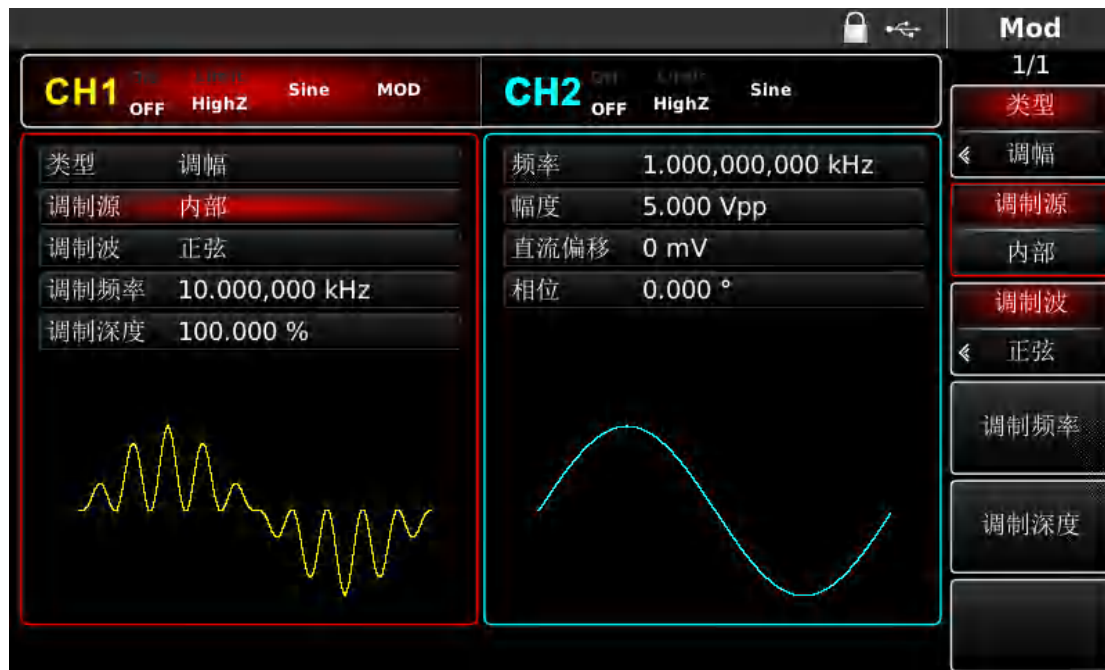 Mod
1/1
CH1 OFF HighZ Sine MOD
CH2 OFF HighZ Sine
类型 调幅
调制源 内部
调制波 正弦
调制频率 10.000,000 kHz
调制深度 100.000 %
频率 1.000,000,000 kHz
幅度 5.000 Vpp
直流偏移 0 mV
相位 0.000 °
类型
调幅
调制源
内部
调制波
正弦
调制频率
调制深度